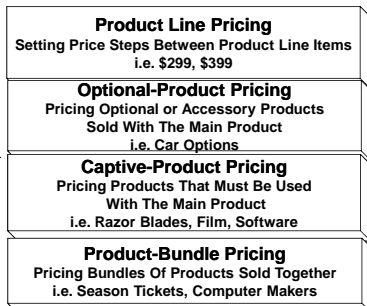 Product Line Pricing
Setting Price Steps Between Product Line Items
i.e. $299, $399
Optional-Product Pricing
Pricing Optional or Accessory Products
Sold With The Main Product
i.e. Car Options
Captive-Product Pricing
Pricing Products That Must Be Used
With The Main Product
i.e. Razor Blades, Film, Software
Product-Bundle Pricing
Pricing Bundles Of Products Sold Together
i.e. Season Tickets, Computer Makers